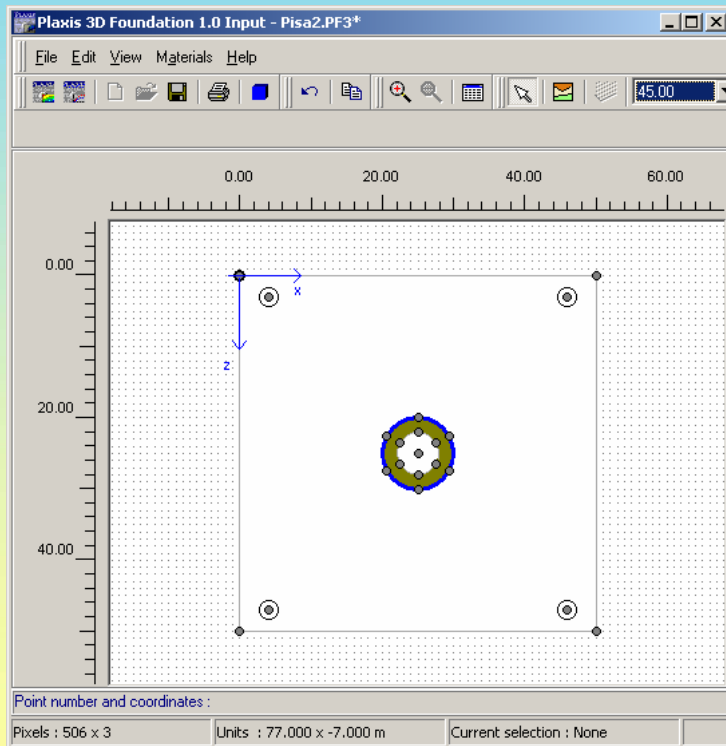 Plaxis 3D Foundation 1.0 Input - Pisa2.PF3*
File Edit View Materials Help
45.00
0.00 20.00 40.00 60.00
0.00
x
z
20.00
40.00
Point number and coordinates :
Pixels : 506 x 3 Units : 77.000 x -7.000 m Current selection : None